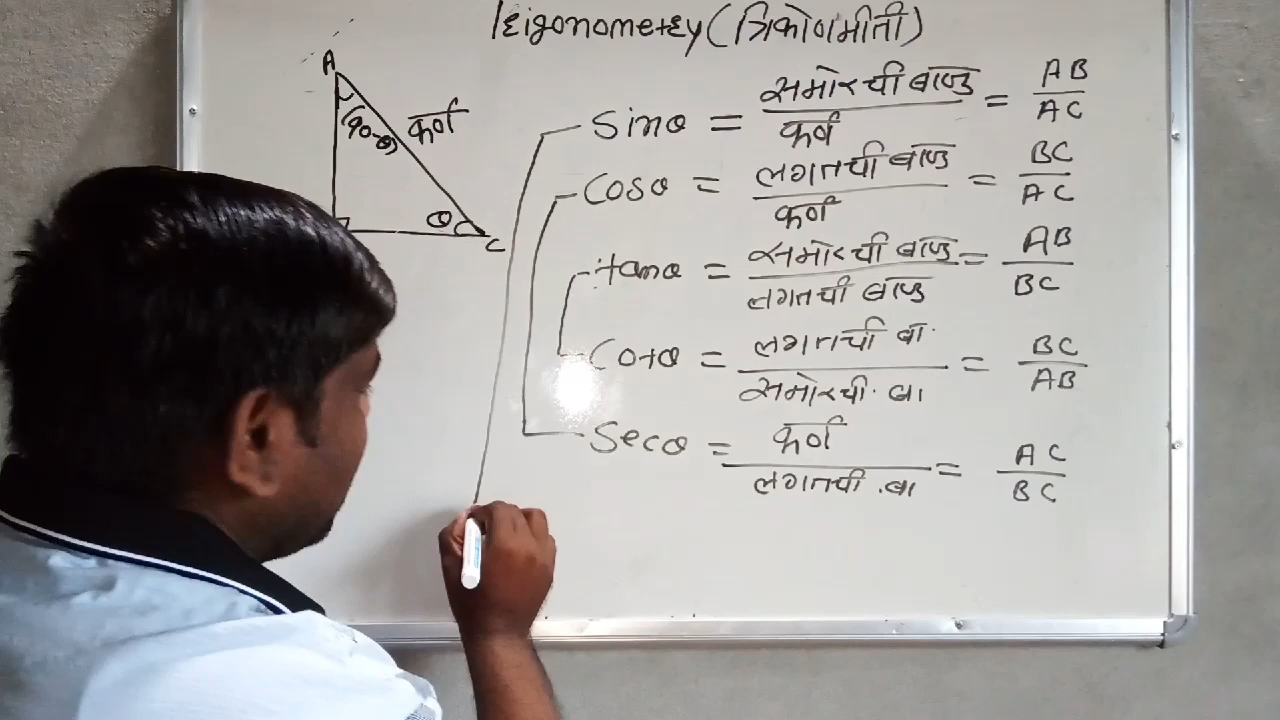 Trigonometry (त्रिकोणमीती)
A
(90-θ)
कर्ण
θ
C
Sinθ = समोरची बाजु / कर्ण = AB / AC
Cosθ = लगतची बाजु / कर्ण = BC / AC
tanθ = समोरची बाजु / लगतची बाजु = AB / BC
Cotθ = लगतची बा. / समोरची. बा = BC / AB
Secθ = कर्ण / लगतची .बा = AC / BC